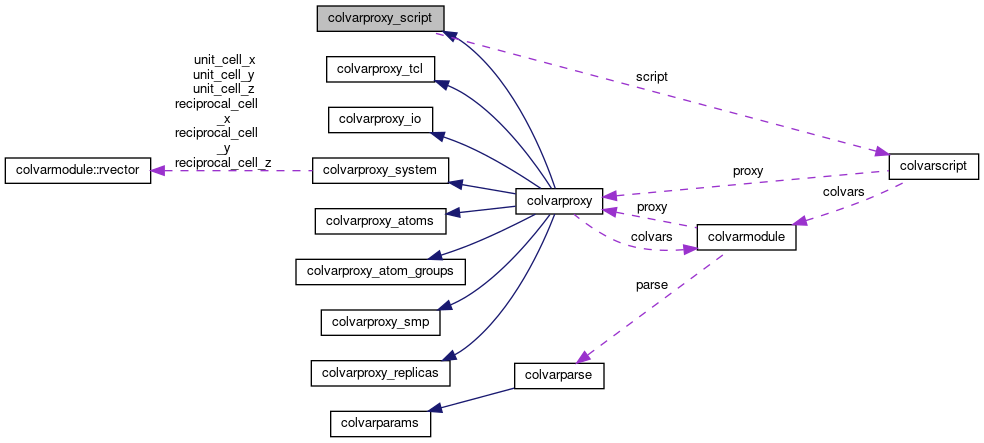 colvarproxy_script
colvarproxy_tcl
script
unit_cell_x
unit_cell_y
unit_cell_z
reciprocal_cell
_x
reciprocal_cell
_y
reciprocal_cell_z
colvarproxy_io
colvarmodule::rvector
colvarproxy_system
colvarscript
proxy
colvars
colvarproxy
proxy
colvarproxy_atoms
colvars
colvarmodule
colvarproxy_atom_groups
parse
colvarproxy_smp
colvarproxy_replicas
colvarparse
colvarparams